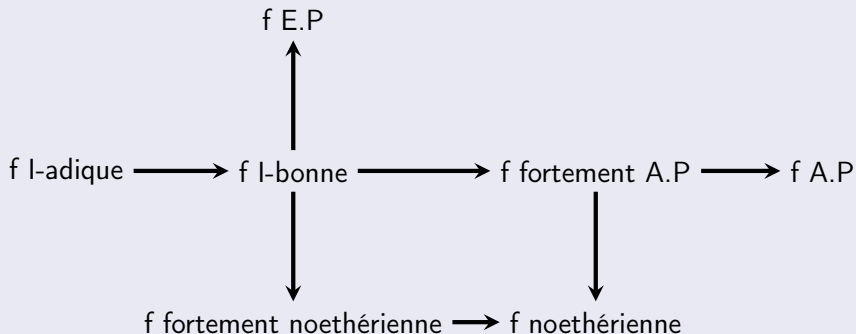 f E.P
f I-adique f I-bonne f fortement A.P f A.P
f fortement noethérienne f noethérienne